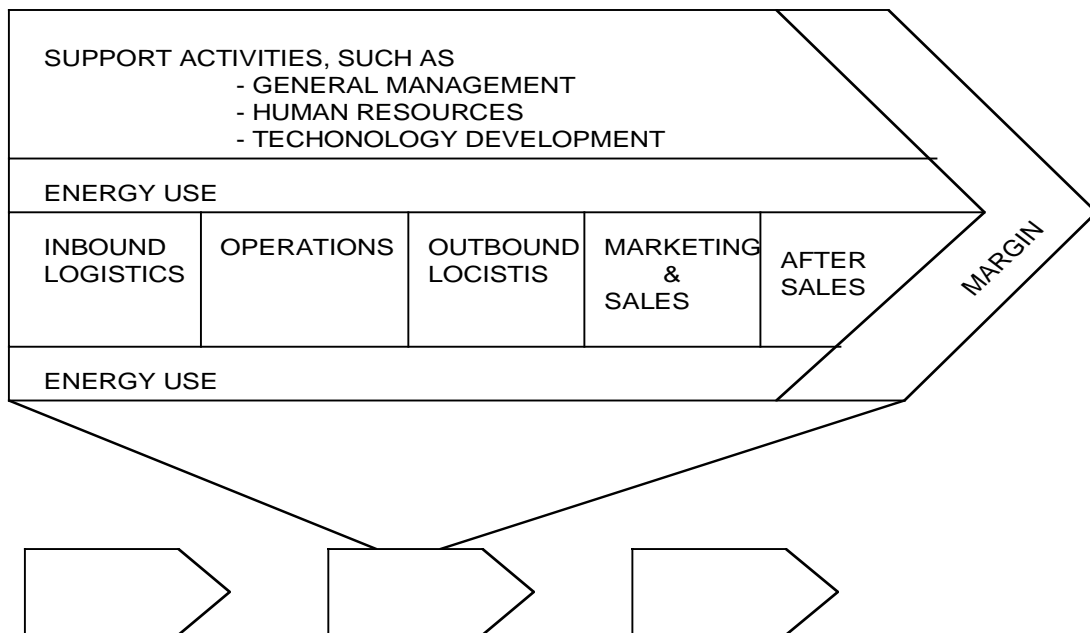 SUPPORT ACTIVITIES, SUCH AS
- GENERAL MANAGEMENT
- HUMAN RESOURCES
- TECHONOLOGY DEVELOPMENT
ENERGY USE
INBOUND
LOGISTICS
OPERATIONS
OUTBOUND
LOCISTIS
MARKETING
&
SALES
AFTER
SALES
MARGIN
ENERGY USE